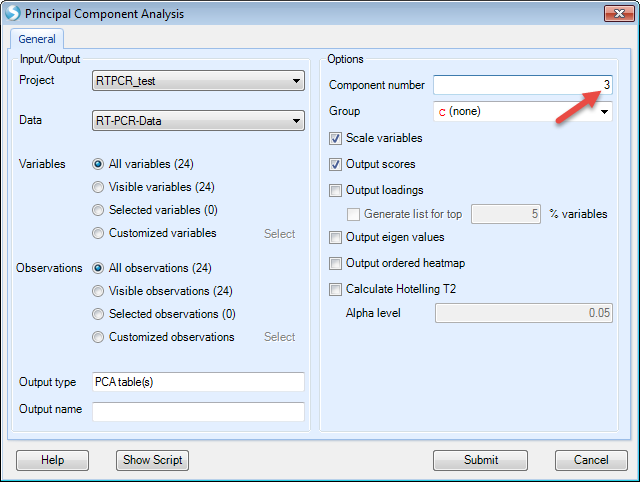 Principal Component Analysis
General
Input/Output
Project RTPCR_test
Data RT-PCR-Data
Variables All variables (24)
Visible variables (24)
Selected variables (0)
Customized variables Select
Observations All observations (24)
Visible observations (24)
Selected observations (0)
Customized observations Select
Output type PCA table(s)
Output name
Options
Component number 3
Group c (none)
Scale variables
Output scores
Output loadings
Generate list for top 5 % variables
Output eigen values
Output ordered heatmap
Calculate Hotelling T2
Alpha level 0.05
Help Show Script Submit Cancel